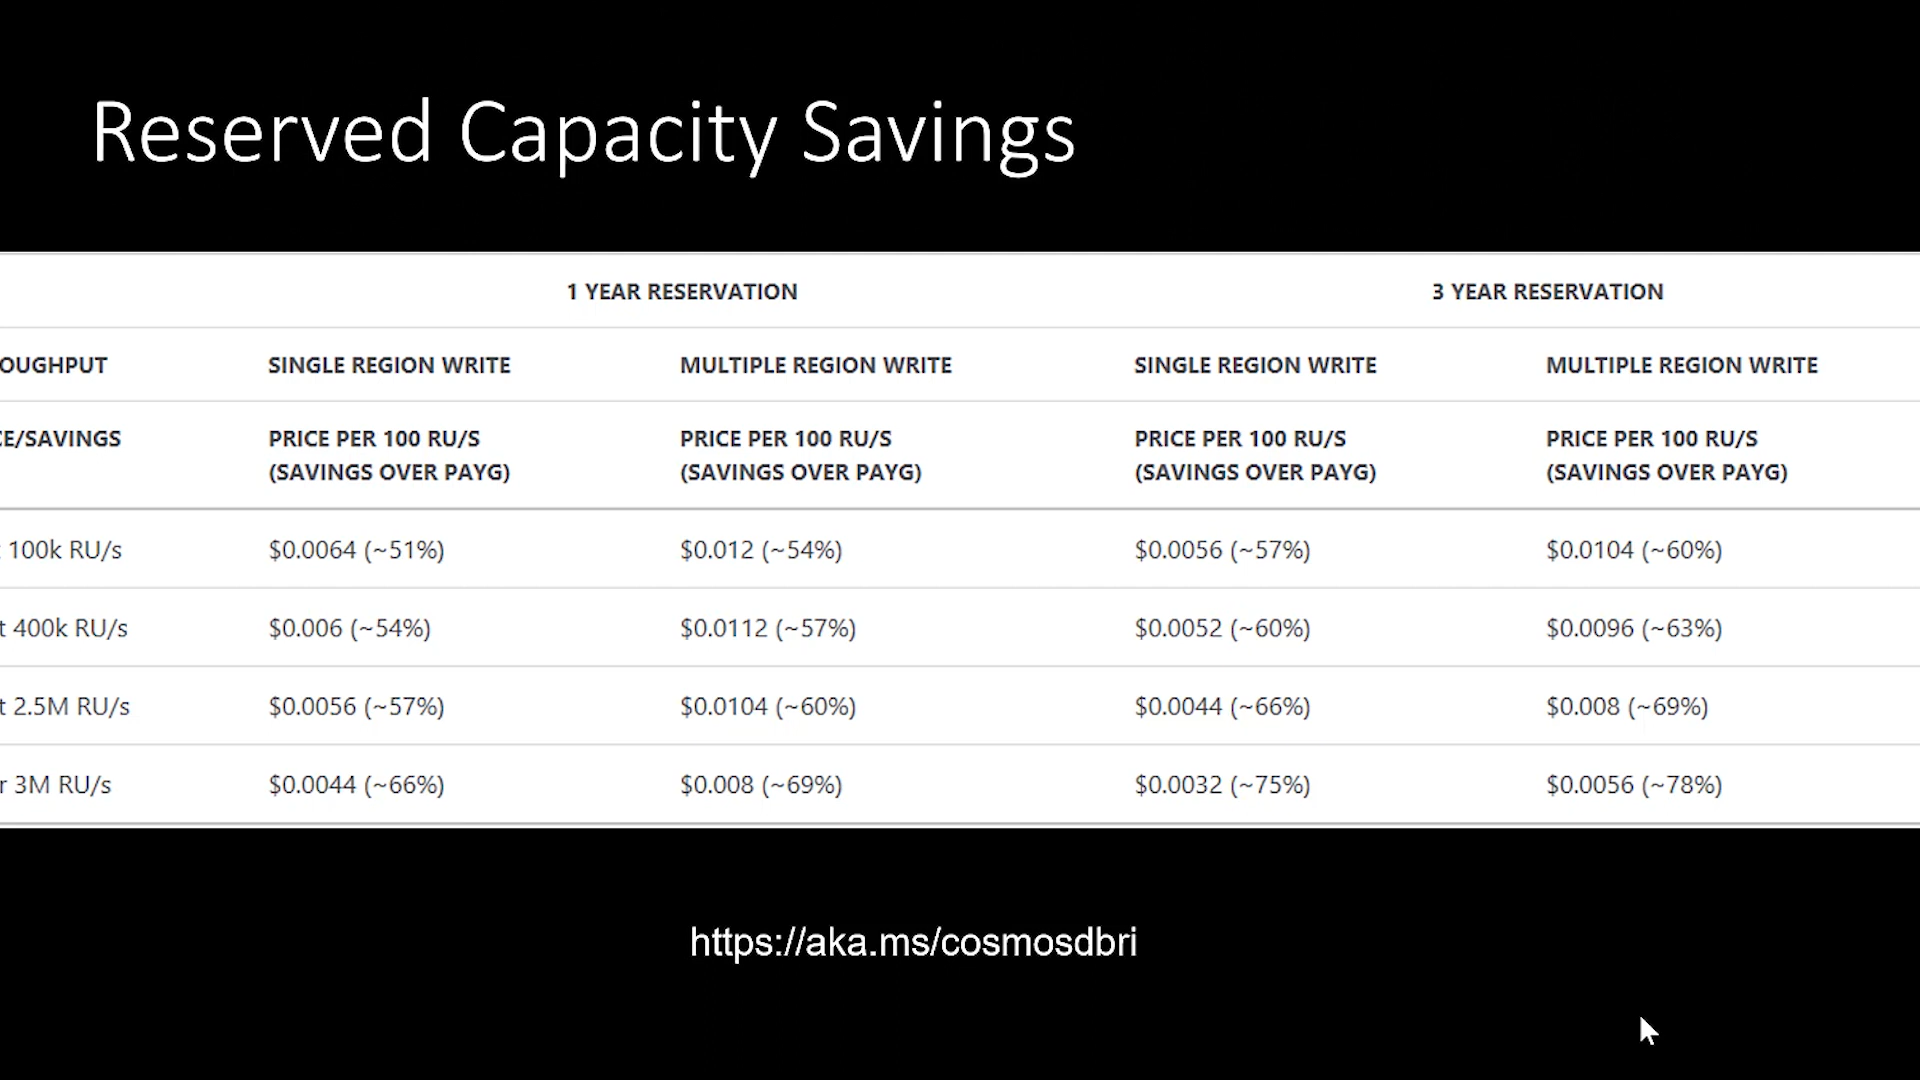 Reserved Capacity Savings
1 YEAR RESERVATION 3 YEAR RESERVATION
OUGHPUT SINGLE REGION WRITE MULTIPLE REGION WRITE SINGLE REGION WRITE MULTIPLE REGION WRITE
E/SAVINGS PRICE PER 100 RU/S PRICE PER 100 RU/S PRICE PER 100 RU/S PRICE PER 100 RU/S
(SAVINGS OVER PAYG) (SAVINGS OVER PAYG) (SAVINGS OVER PAYG) (SAVINGS OVER PAYG)
100k RU/s $0.0064 (~51%) $0.012 (~54%) $0.0056 (~57%) $0.0104 (~60%)
t 400k RU/s $0.006 (~54%) $0.0112 (~57%) $0.0052 (~60%) $0.0096 (~63%)
t 2.5M RU/s $0.0056 (~57%) $0.0104 (~60%) $0.0044 (~66%) $0.008 (~69%)
r 3M RU/s $0.0044 (~66%) $0.008 (~69%) $0.0032 (~75%) $0.0056 (~78%)
https://aka.ms/cosmosdbri